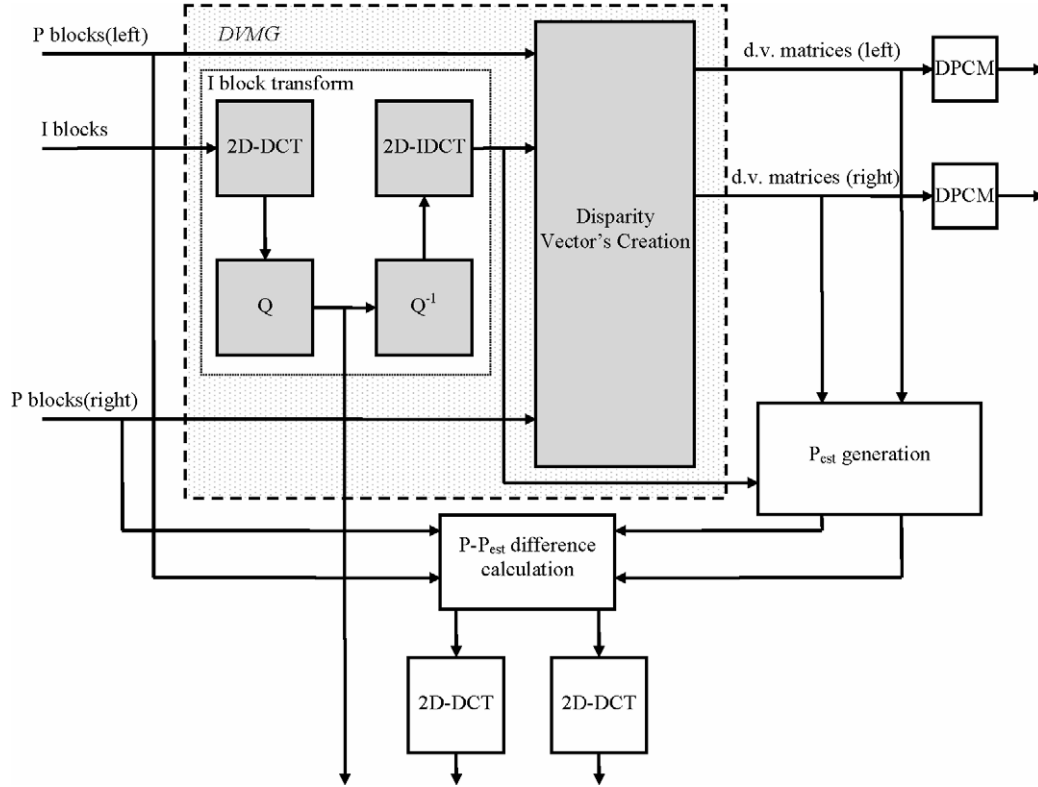 P blocks(left)
DVMG
d.v. matrices (left)
DPCM
I block transform
I blocks
2D-DCT
2D-IDCT
d.v. matrices (right)
DPCM
Disparity
Vector's Creation
Q
Q⁻¹
P blocks(right)
Pₑₛₜ generation
P-Pₑₛₜ difference
calculation
2D-DCT
2D-DCT